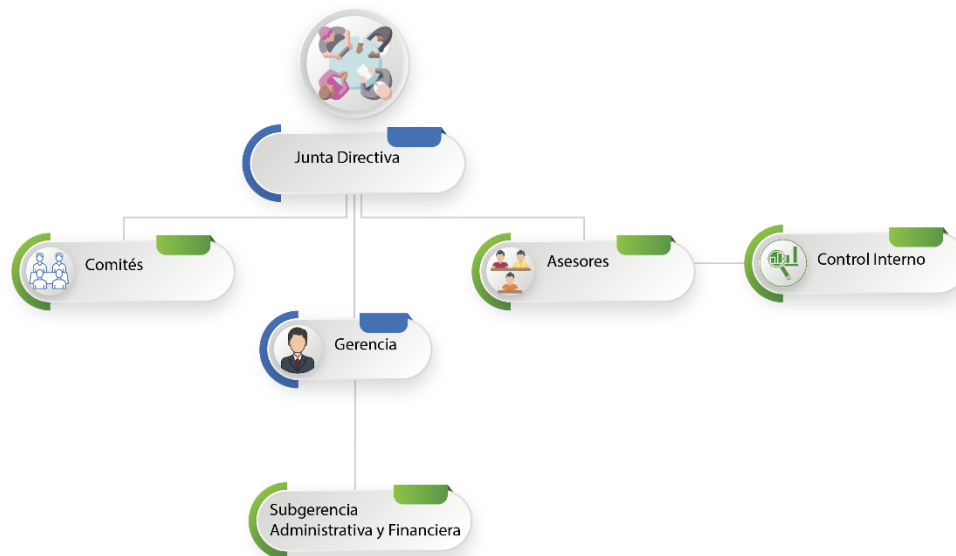 Junta Directiva
Comités
Asesores
Control Interno
Gerencia
Subgerencia
Administrativa y Financiera